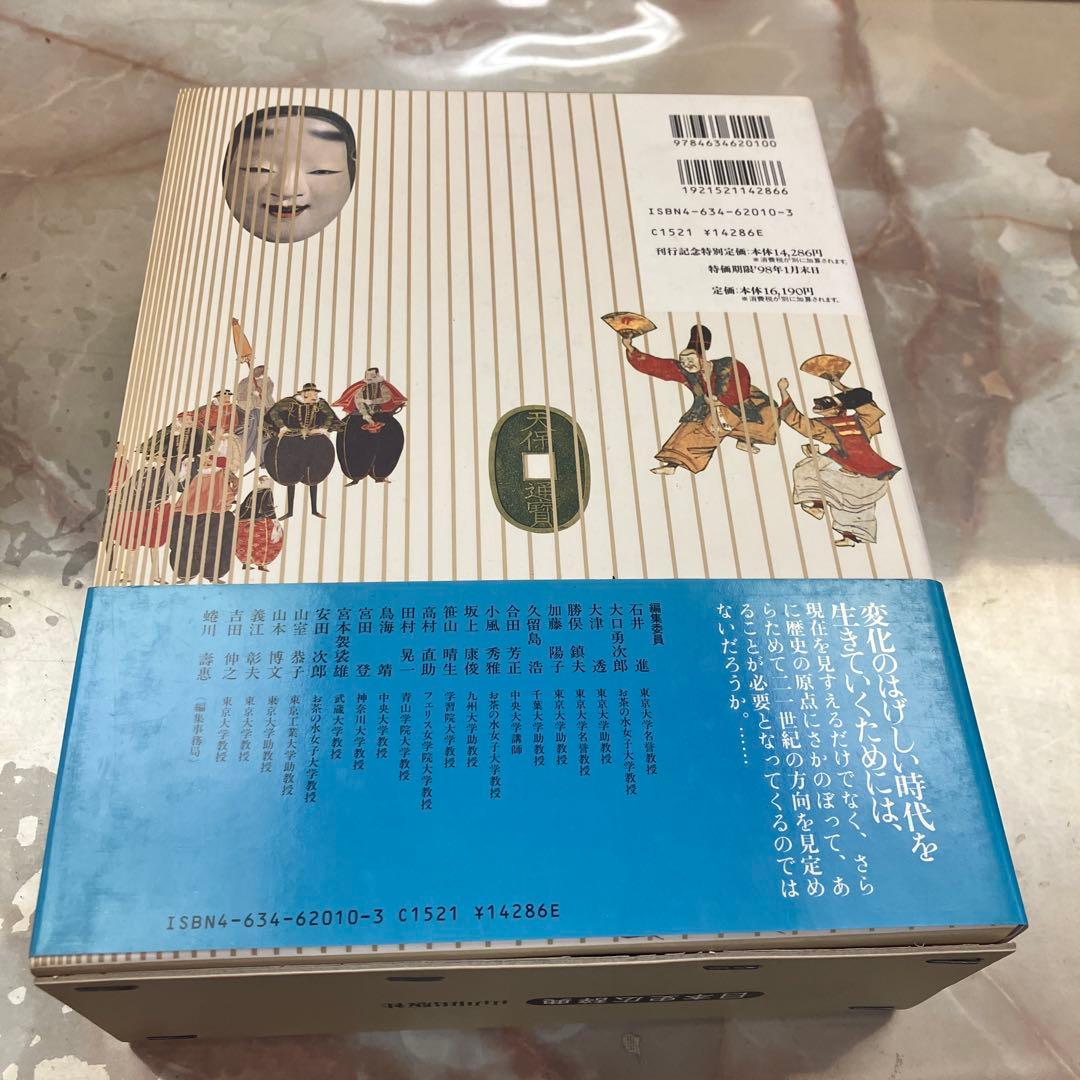 9784634620100
1921521142866
ISBN4-634-62010-3
C1521 ¥14286E
刊行記念特別定価:本体14,286円
※消費税が別に加算されます。
特価期限'98年1月末日
定価:本体16,190円
※消費税が別に加算されます。
天保
通寳
変化のはげしい時代を
生きていくためには、
現在を見すえるだけでなく、さら
に歴史の原点にさかのぼって、あ
らためて二一世紀の方向を見定め
ることが必要となってくるのでは
ないだろうか。……
編集委員
石井 進 東京大学名誉教授
大口勇次郎 お茶の水女子大学教授
大津 透 東京大学助教授
勝俣 鎮夫 東京大学名誉教授
加藤 陽子 東京大学助教授
久留島 浩 千葉大学助教授
合田 芳正 中央大学講師
小風 秀雅 お茶の水女子大学教授
坂上 康俊 九州大学助教授
笹山 晴生 学習院大学教授
高村 直助 フェリス女学院大学教授
田村 晃一 青山学院大学教授
鳥海 靖 中央大学教授
宮田 登 神奈川大学教授
宮本袈裟雄 武蔵大学教授
安田 次郎 お茶の水女子大学教授
山室 恭子 東京工業大学助教授
山本 博文 東京大学助教授
義江 彰夫 東京大学教授
吉田 伸之 東京大学教授
蜷川 壽惠 (編集事務局)
ISBN4-634-62010-3 C1521 ¥14286E
日本史広辞典 山川出版社